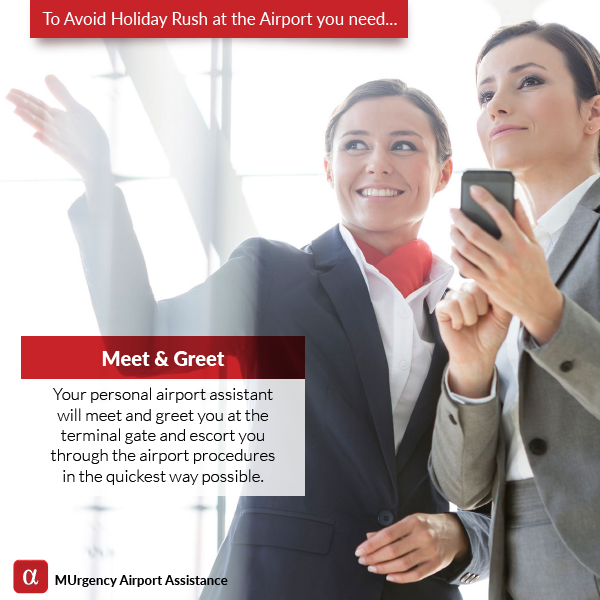 To Avoid Holiday Rush at the Airport you need...
Meet & Greet
Your personal airport assistant
will meet and greet you at the
terminal gate and escort you
through the airport procedures
in the quickest way possible.
α
MUrgency Airport Assistance